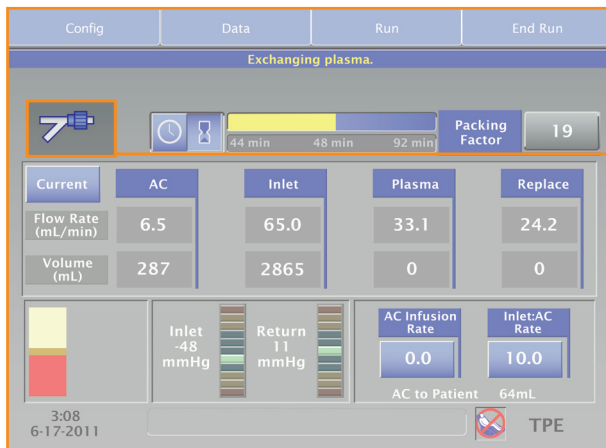 Config Data Run End Run
Exchanging plasma.
44 min 48 min 92 min
Packing Factor 19
Current AC Inlet Plasma Replace
Flow Rate (mL/min) 6.5 65.0 33.1 24.2
Volume (mL) 287 2865 0 0
Inlet -48 mmHg
Return 11 mmHg
AC Infusion Rate
0.0
Inlet:AC Rate
10.0
AC to Patient 64mL
3:08
6-17-2011
TPE